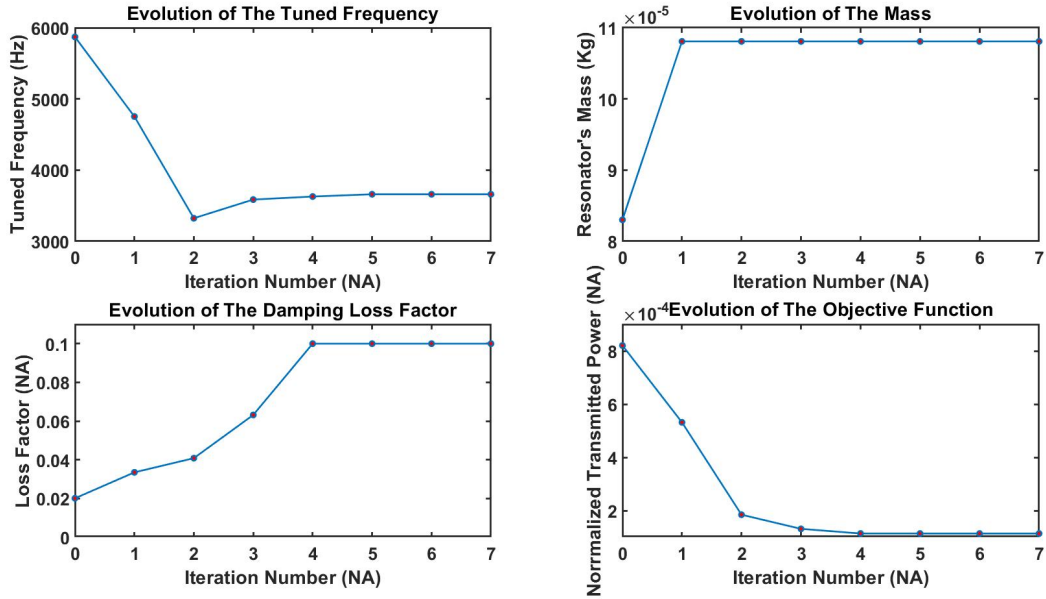 Evolution of The Tuned Frequency
Tuned Frequency (Hz)
6000
5000
4000
3000
0 1 2 3 4 5 6 7
Iteration Number (NA)
×10-5
Evolution of The Mass
Resonator's Mass (Kg)
11
10
9
8
0 1 2 3 4 5 6 7
Iteration Number (NA)
Evolution of The Damping Loss Factor
Loss Factor (NA)
0.1
0.08
0.06
0.04
0.02
0
0 1 2 3 4 5 6 7
Iteration Number (NA)
×10-4 Evolution of The Objective Function
Norrmalized Transmitted Power (NA)
8
6
4
2
0 1 2 3 4 5 6 7
Iteration Number (NA)